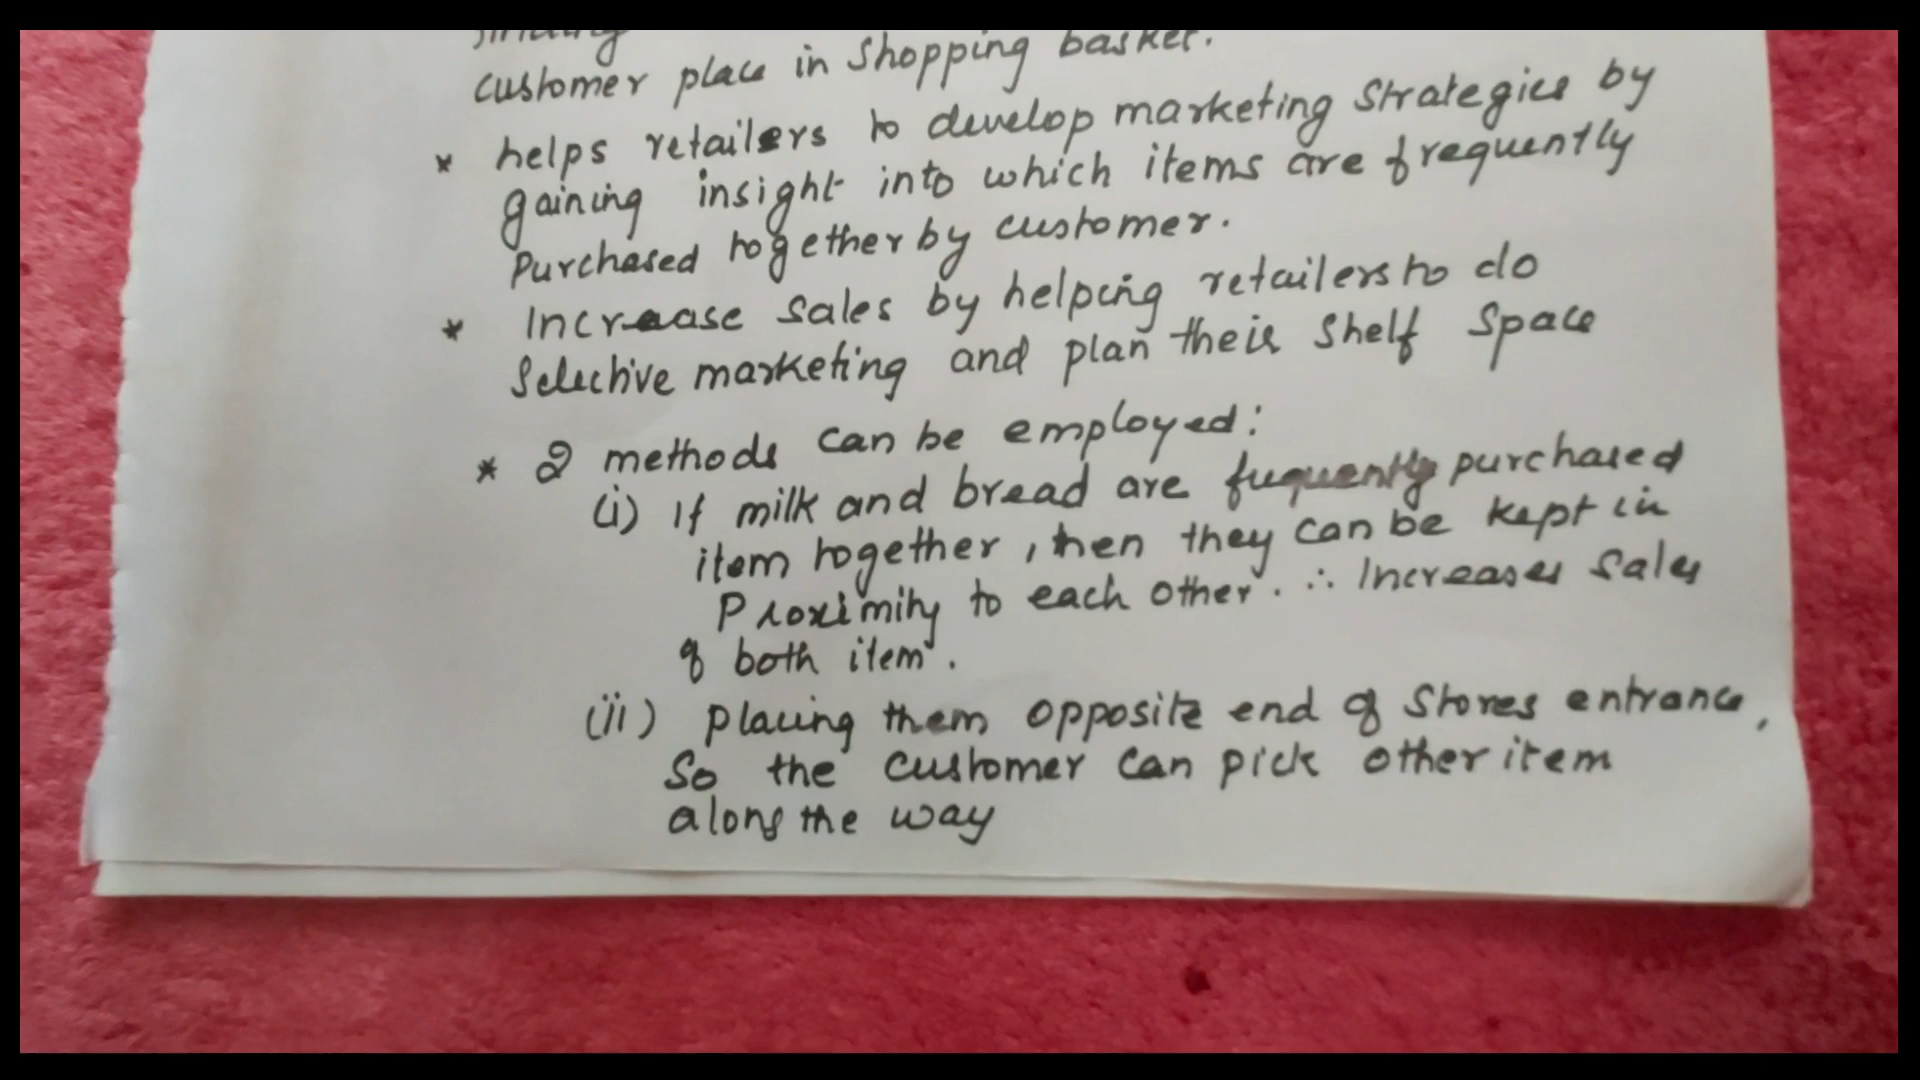 customer place in Shopping basket.
* helps retailers to develop marketing Strategies by
gaining insight into which items are frequently
Purchased together by customer.
* Increase Sales by helping retailers to do
Selective marketing and plan their Shelf Space
* 2 methods can be employed:
(i) If milk and bread are frequently purchased
item together, then they can be kept in
Proximity to each other. ∴ Increases Sales
of both item.
(ii) placing them opposite end of Stores entrance,
So the customer can pick other item
along the way